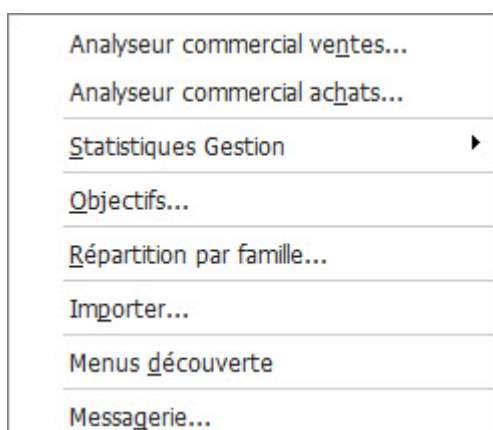 Analyseur commercial ventes...
Analyseur commercial achats...
Statistiques Gestion
Objectifs...
Répartition par famille...
Importer...
Menus découverte
Messagerie...